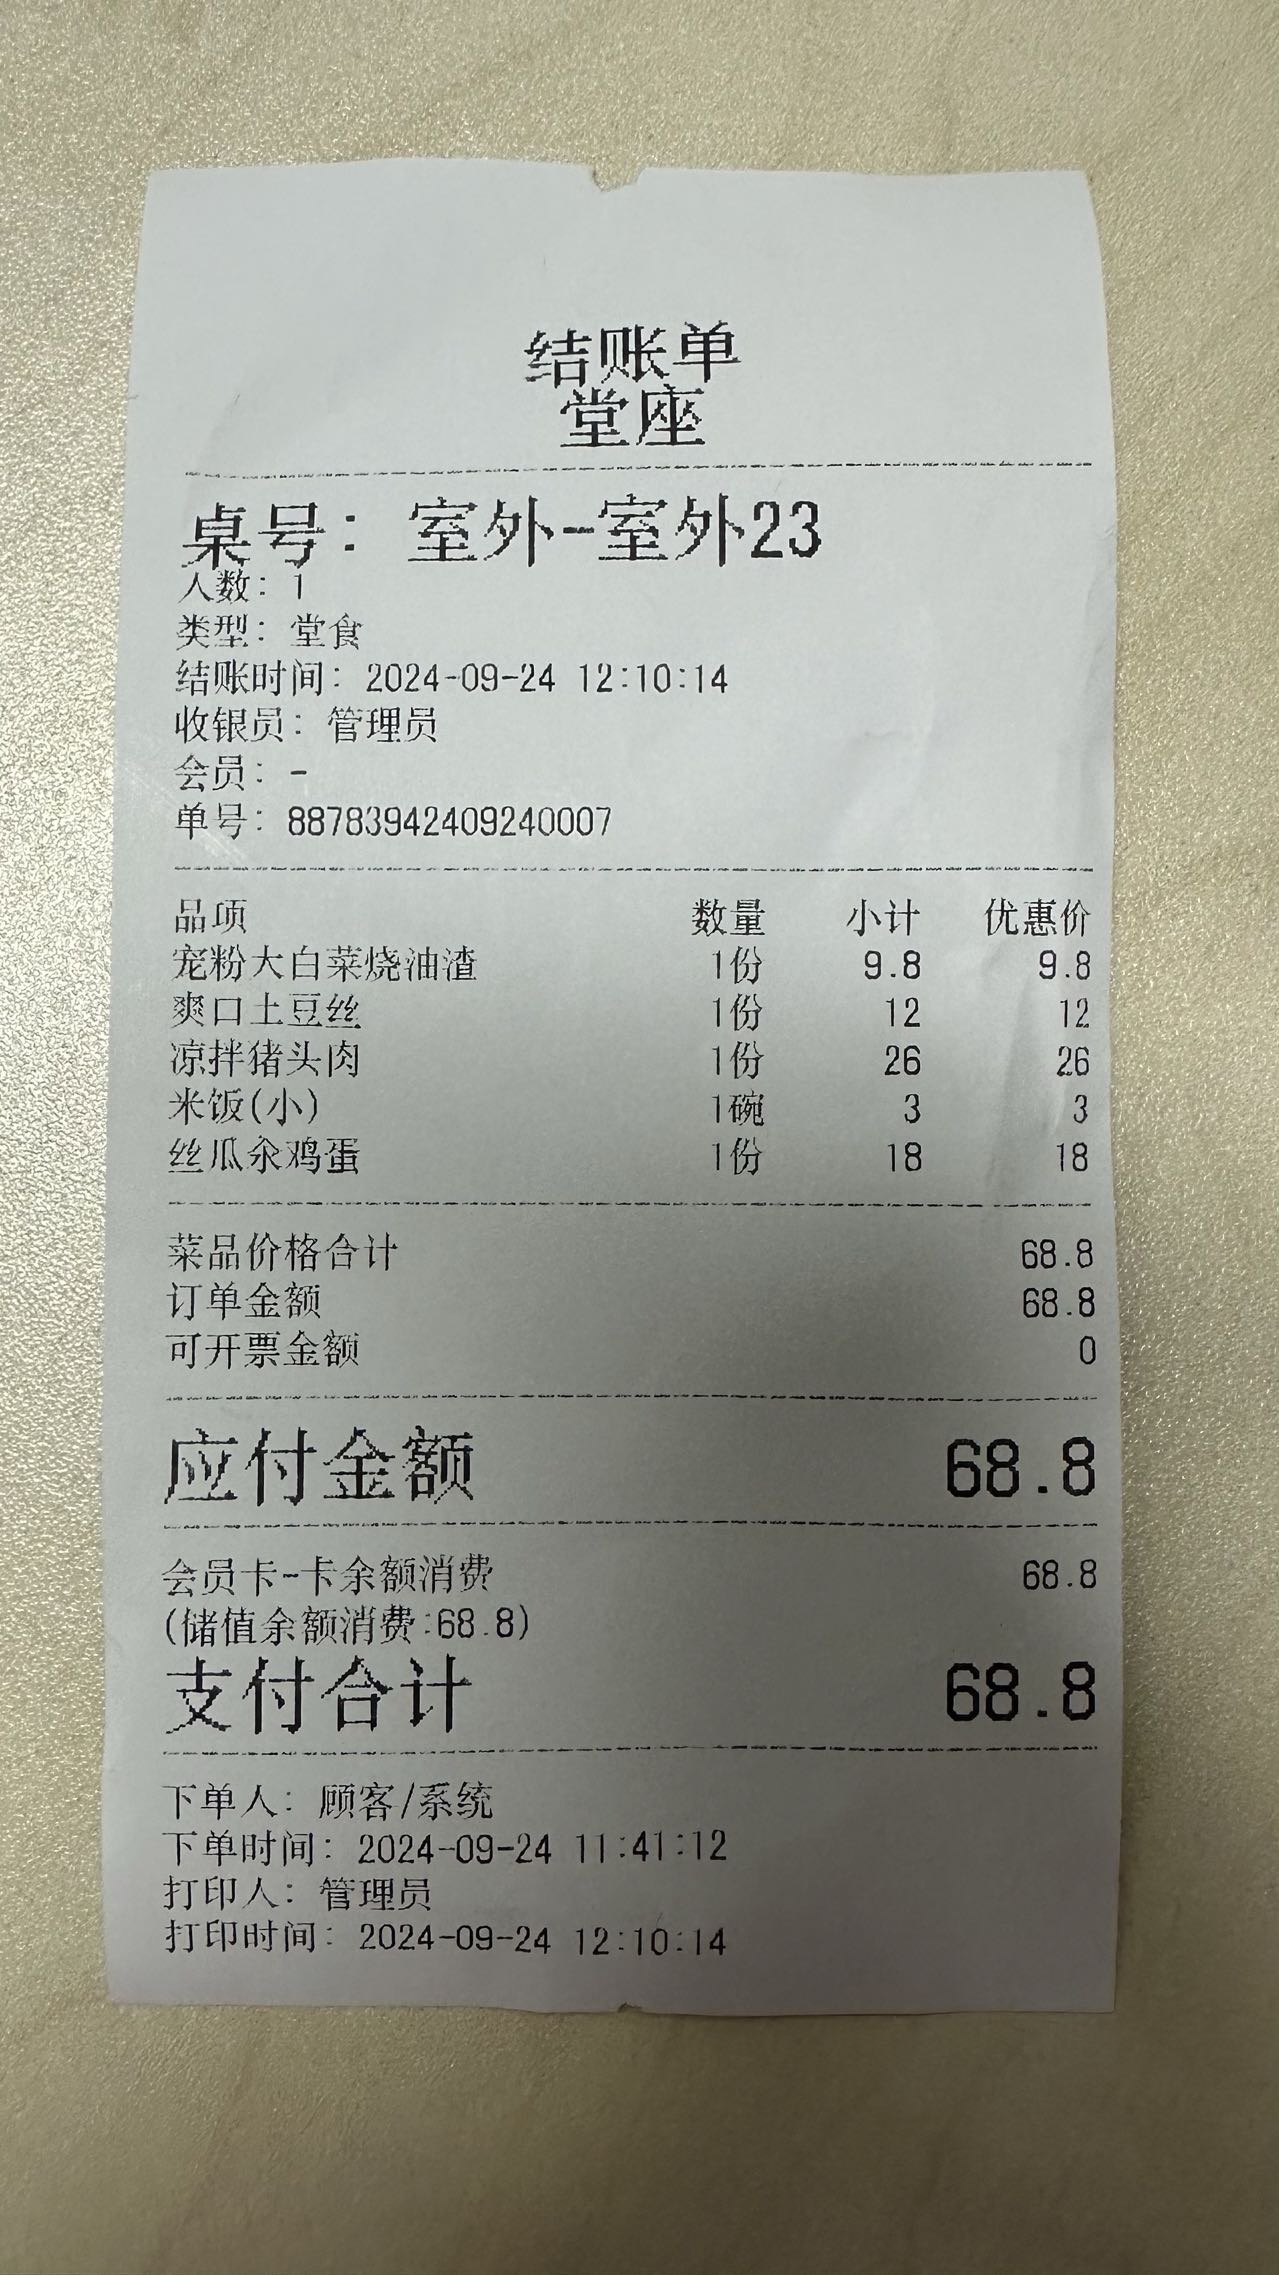 结账单
堂座
桌号: 室外-室外23
人数: 1
类型: 堂食
结账时间: 2024-09-24 12:10:14
收银员: 管理员
会员: -
单号: 88783942409240007
品项 数量 小计 优惠价
宠粉大白菜烧油渣 1份 9.8 9.8
爽口土豆丝 1份 12 12
凉拌猪头肉 1份 26 26
米饭(小) 1碗 3 3
丝瓜汆鸡蛋 1份 18 18
菜品价格合计 68.8
订单金额 68.8
可开票金额 0
应付金额 68.8
会员卡-卡余额消费 68.8
(储值余额消费:68.8)
支付合计 68.8
下单人: 顾客/系统
下单时间: 2024-09-24 11:41:12
打印人: 管理员
打印时间: 2024-09-24 12:10:14